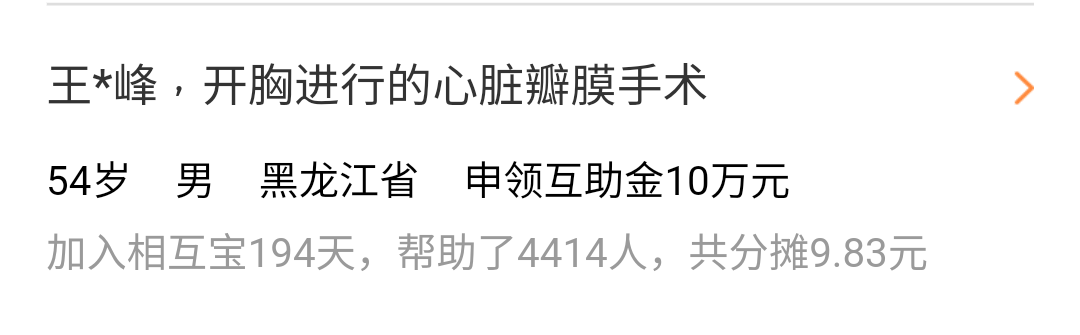 王*峰，开胸进行的心脏瓣膜手术
54岁 男 黑龙江省 申领互助金10万元
加入相互宝194天，帮助了4414人，共分摊9.83元